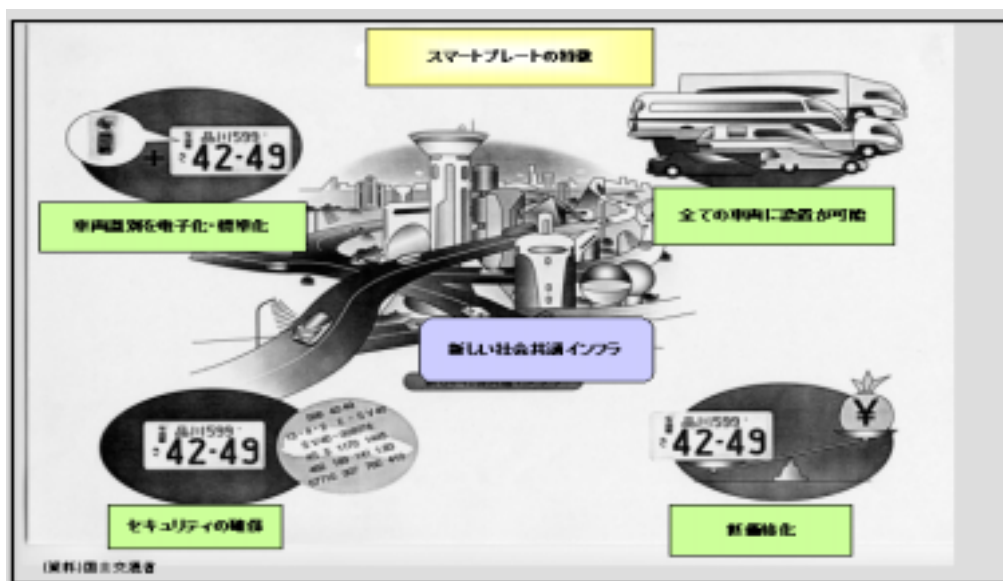 スマートプレートの特徴
品川599
42-49
車両識別を電子化・標準化
全ての車両に設置が可能
新しい社会共通インフラ
品川599
42-49
セキュリティの確保
品川599
42-49
¥
低価格化
(資料)国土交通省